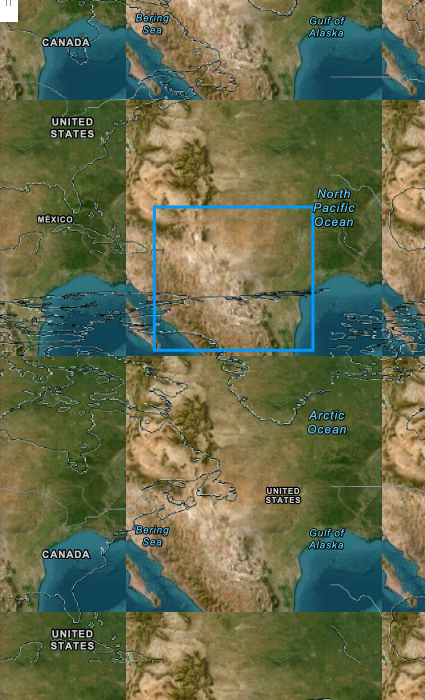 Bering
Sea
Gulf of
Alaska
CANADA
UNITED
STATES
North
Pacific
Ocean
MÉXICO
Arctic
Ocean
UNITED
STATES
Bering
Sea
Gulf of
Alaska
CANADA
UNITED
STATES